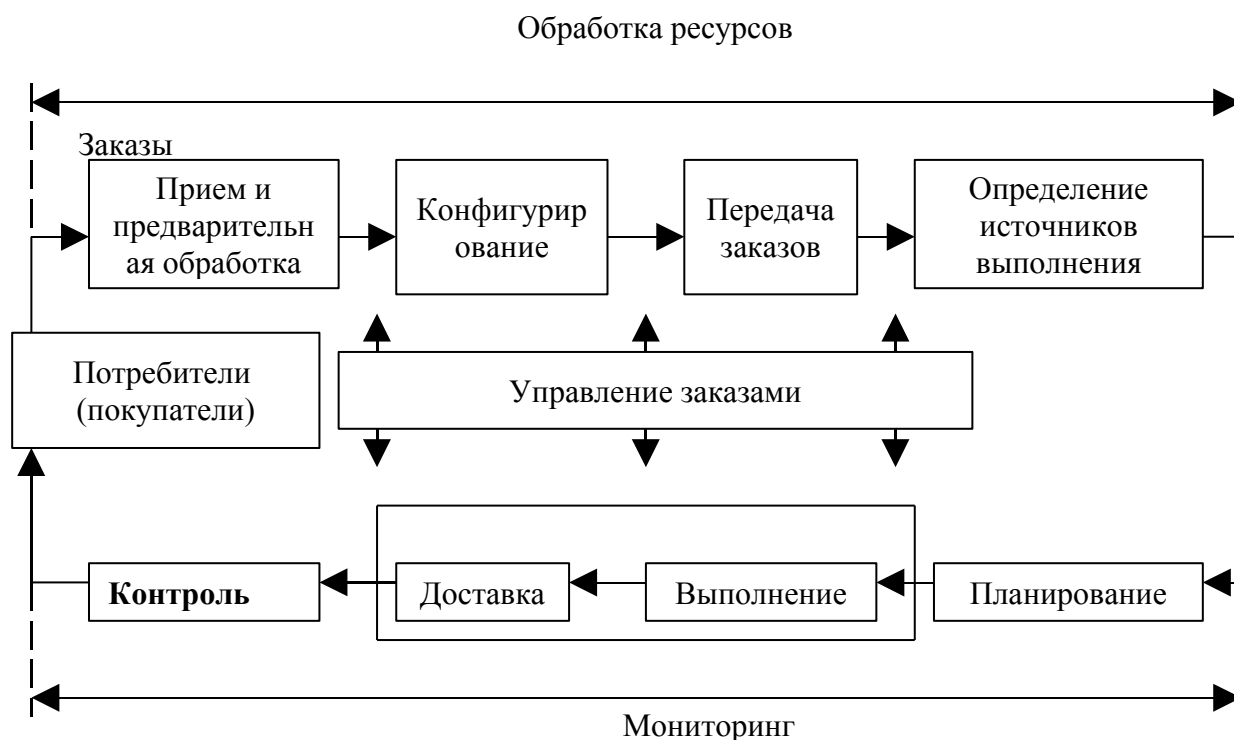 Обработка ресурсов
Заказы
Прием и
предварительн
ая обработка
Конфигурир
ование
Передача
заказов
Определение
источников
выполнения
Потребители
(покупатели)
Управление заказами
Контроль
Доставка
Выполнение
Планирование
Мониторинг